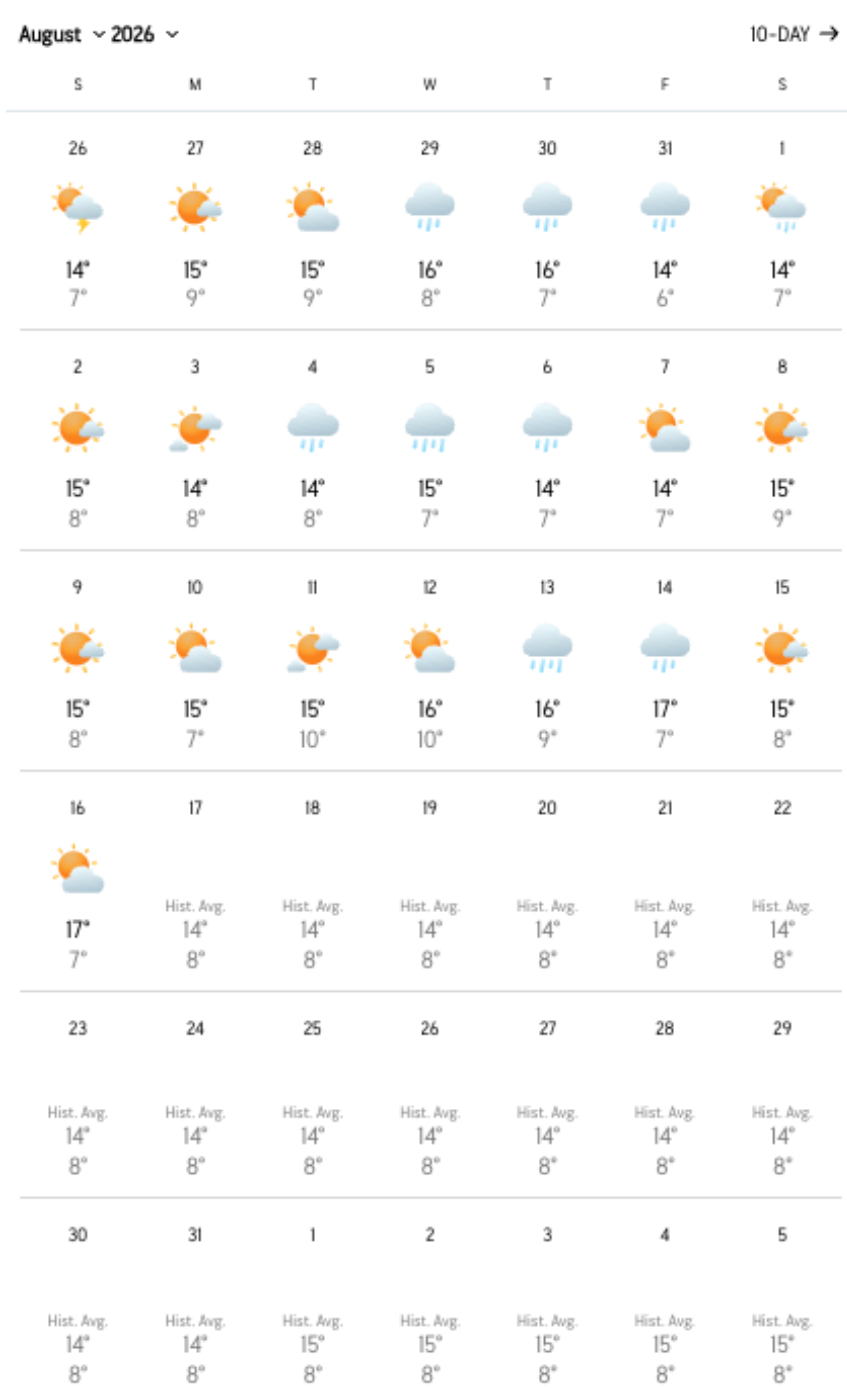 August 2026 10-DAY →
S M T W T F S
26 27 28 29 30 31 1
14° 15° 15° 16° 16° 14° 14°
7° 9° 9° 8° 7° 6° 7°
2 3 4 5 6 7 8
15° 14° 14° 15° 14° 14° 15°
8° 8° 8° 7° 7° 7° 9°
9 10 11 12 13 14 15
15° 15° 15° 16° 16° 17° 15°
8° 7° 10° 10° 9° 7° 8°
16 17 18 19 20 21 22
Hist. Avg. Hist. Avg. Hist. Avg. Hist. Avg. Hist. Avg. Hist. Avg.
17° 14° 14° 14° 14° 14° 14°
7° 8° 8° 8° 8° 8° 8°
23 24 25 26 27 28 29
Hist. Avg. Hist. Avg. Hist. Avg. Hist. Avg. Hist. Avg. Hist. Avg. Hist. Avg.
14° 14° 14° 14° 14° 14° 14°
8° 8° 8° 8° 8° 8° 8°
30 31 1 2 3 4 5
Hist. Avg. Hist. Avg. Hist. Avg. Hist. Avg. Hist. Avg. Hist. Avg. Hist. Avg.
14° 14° 15° 15° 15° 15° 15°
8° 8° 8° 8° 8° 8° 8°